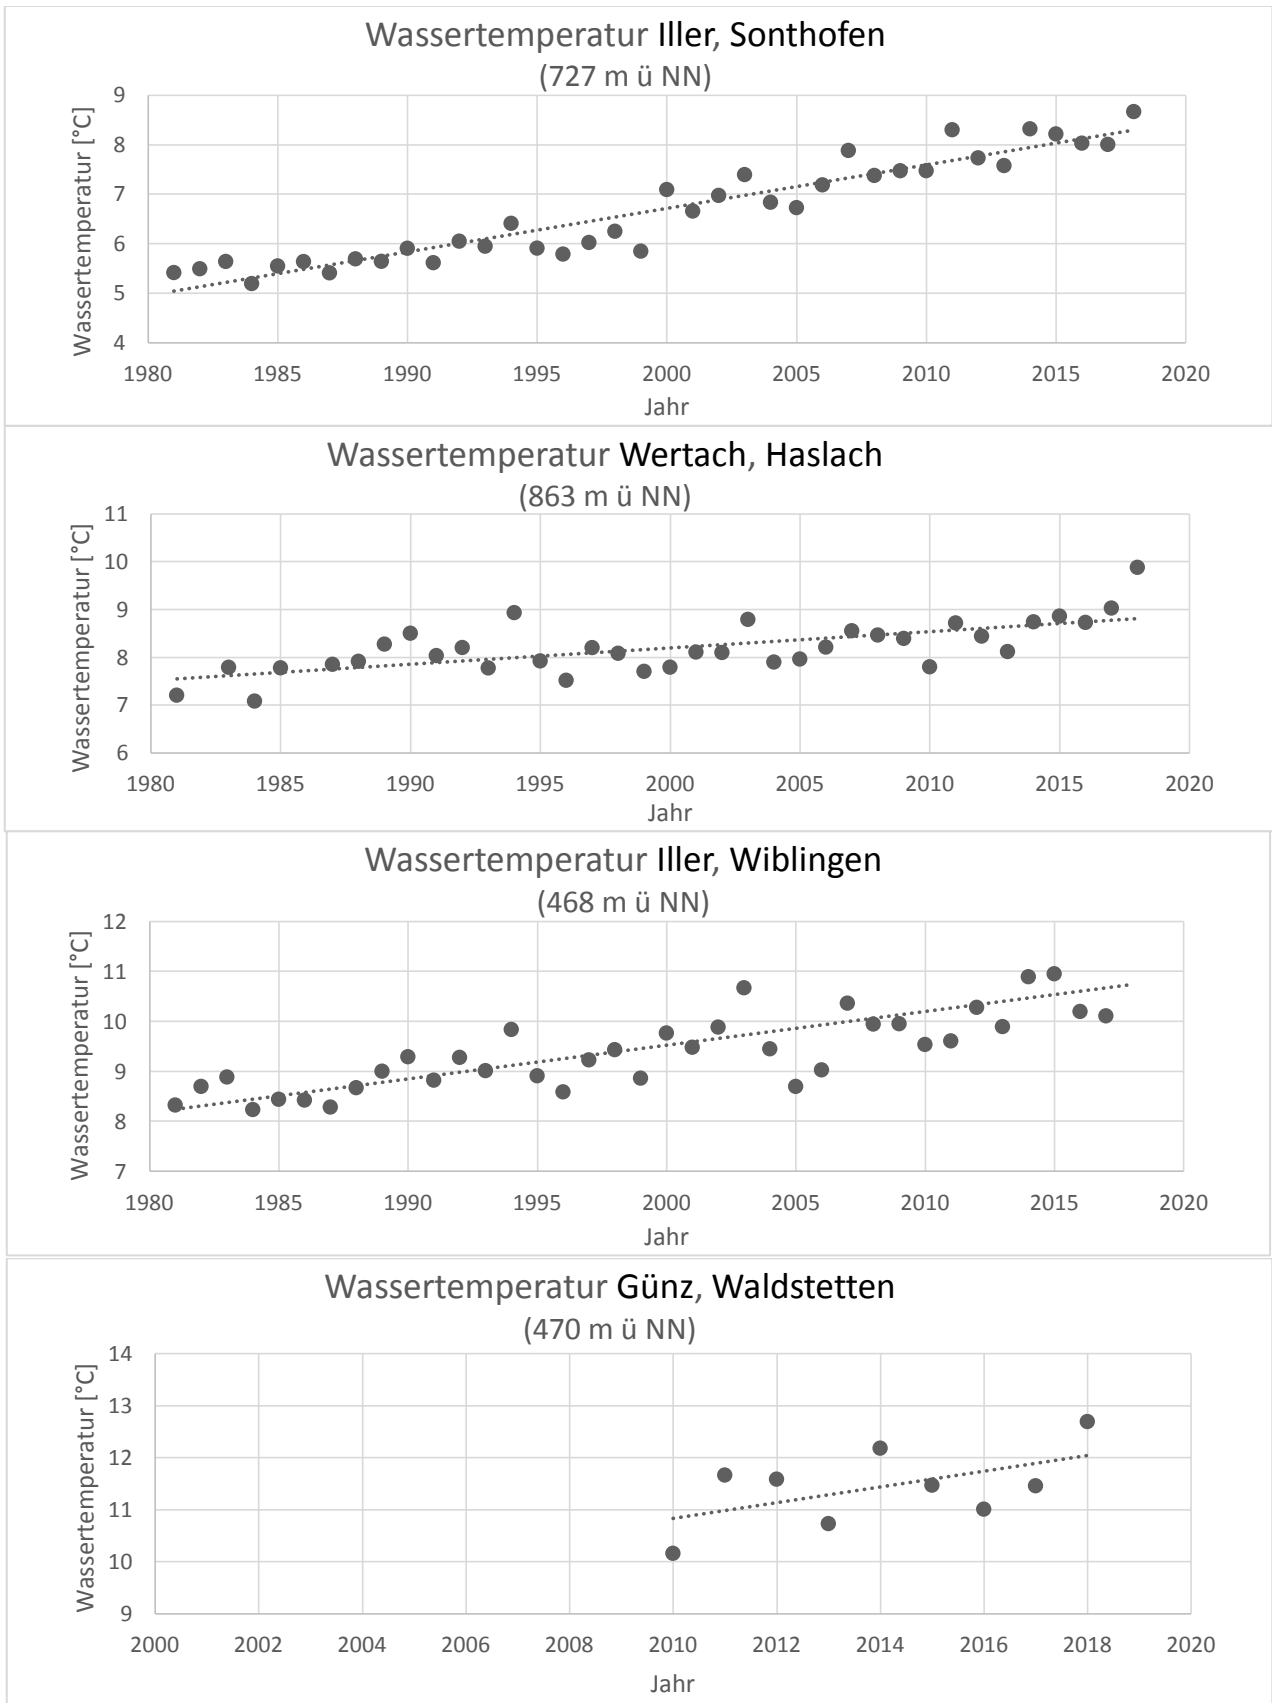 Wassertemperatur Iller, Sonthofen
(727 m ü NN)
Wassertemperatur [°C]
9
8
7
6
5
4
1980 1985 1990 1995 2000 2005 2010 2015 2020
Jahr
Wassertemperatur Wertach, Haslach
(863 m ü NN)
Wassertemperatur [°C]
11
10
9
8
7
6
1980 1985 1990 1995 2000 2005 2010 2015 2020
Jahr
Wassertemperatur Iller, Wiblingen
(468 m ü NN)
Wassertemperatur [°C]
12
11
10
9
8
7
1980 1985 1990 1995 2000 2005 2010 2015 2020
Jahr
Wassertemperatur Günz, Waldstetten
(470 m ü NN)
Wassertemperatur [°C]
14
13
12
11
10
9
2000 2002 2004 2006 2008 2010 2012 2014 2016 2018 2020
Jahr